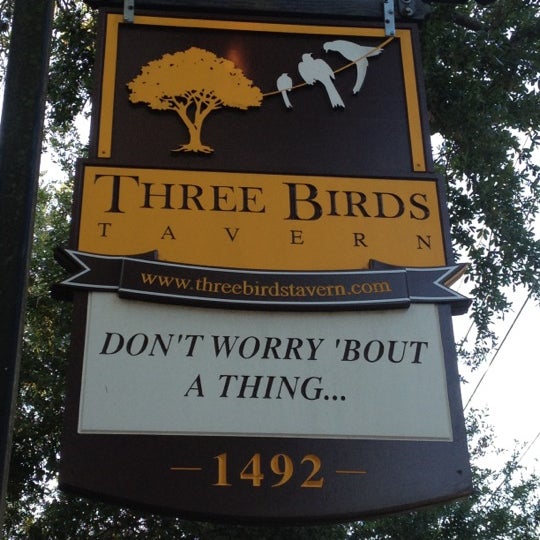 THREE BIRDS
TAVERN
www.threebirdstavern.com
DON'T WORRY 'BOUT
A THING...
-1492-